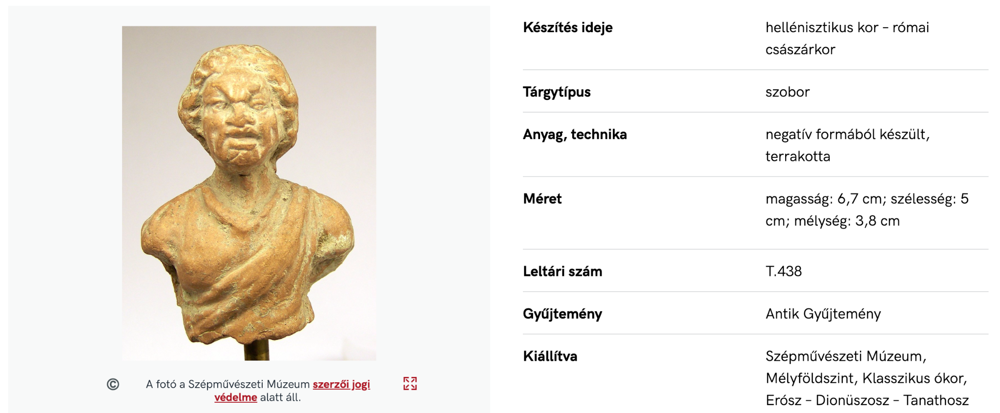 Készítés ideje
hellénisztikus kor – római
császárkor
Tárgytípus
szobor
Anyag, technika
negatív formából készült,
terrakotta
Méret
magasság: 6,7 cm; szélesség: 5
cm; mélység: 3,8 cm
Leltári szám
T.438
Gyűjtemény
Antik Gyűjtemény
Kiállítva
Szépművészeti Múzeum,
Mélyföldszint, Klasszikus ókor,
Erósz – Dionüszosz – Tanathosz
© A fotó a Szépművészeti Múzeum szerzői jogi
védelme alatt áll.